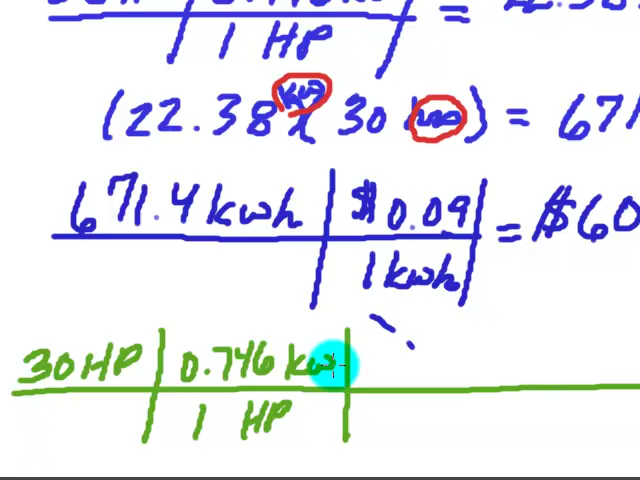 1 HP =
(22.38 kw)(30 hrs) = 671
671.4 kwh $0.09 = $60
1 kwh
30 HP 0.746 kw
1 HP